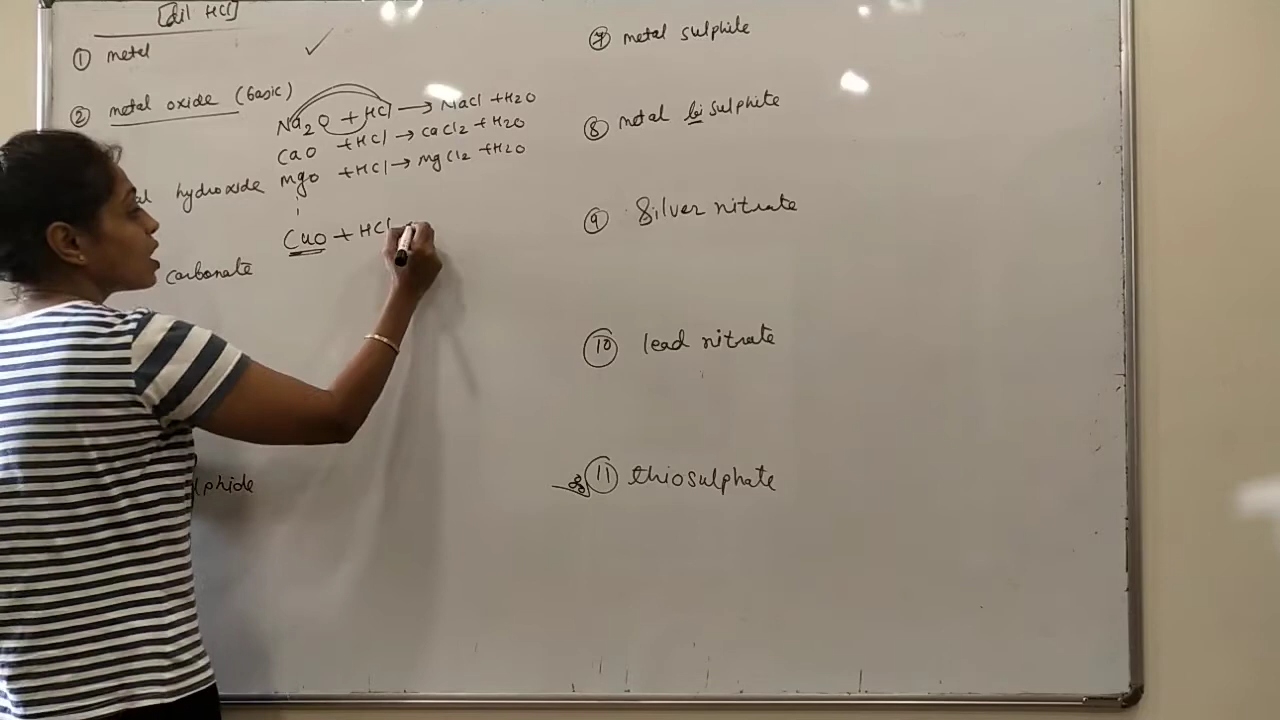 [dil HCl]
① metal
② metal oxide (basic)
Na2O + HCl → NaCl + H2O
CaO + HCl → CaCl2 + H2O
hydroxide
MgO + HCl → MgCl2 + H2O
CuO + HCl
carbonate
phide
⑦ metal sulphite
⑧ metal bisulphite
⑨ Silver nitrate
⑩ lead nitrate
⑪ thiosulphate